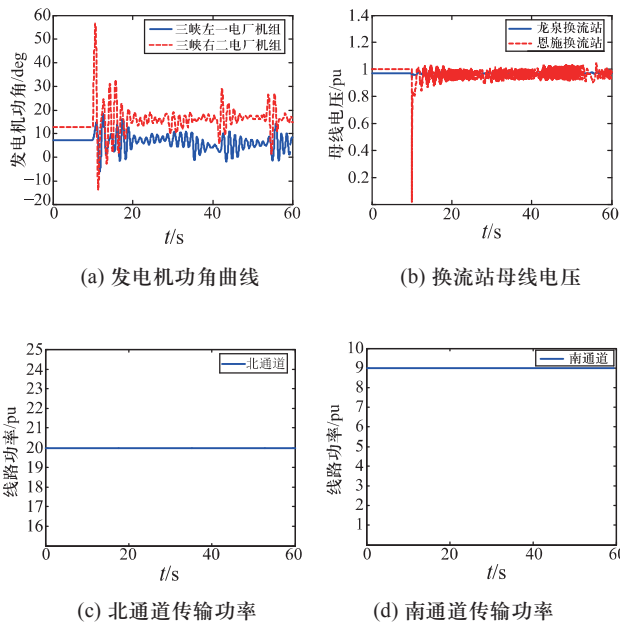 60
50
40
30
20
10
0
−10
−20
发电机功角/deg
三峡左一电厂机组
三峡右二电厂机组
0
20
40
60
t/s
(a) 发电机功角曲线
1.4
1.2
1
0.8
0.6
0.4
0.2
母线电压/pu
龙泉换流站
恩施换流站
0
20
40
60
t/s
(b) 换流站母线电压
25
24
23
22
21
20
19
18
17
16
线路功率/pu
北通道
0
20
40
60
t/s
(c) 北通道传输功率
10
9
8
7
6
5
4
3
2
1
线路功率/pu
南通道
0
20
40
60
t/s
(d) 南通道传输功率